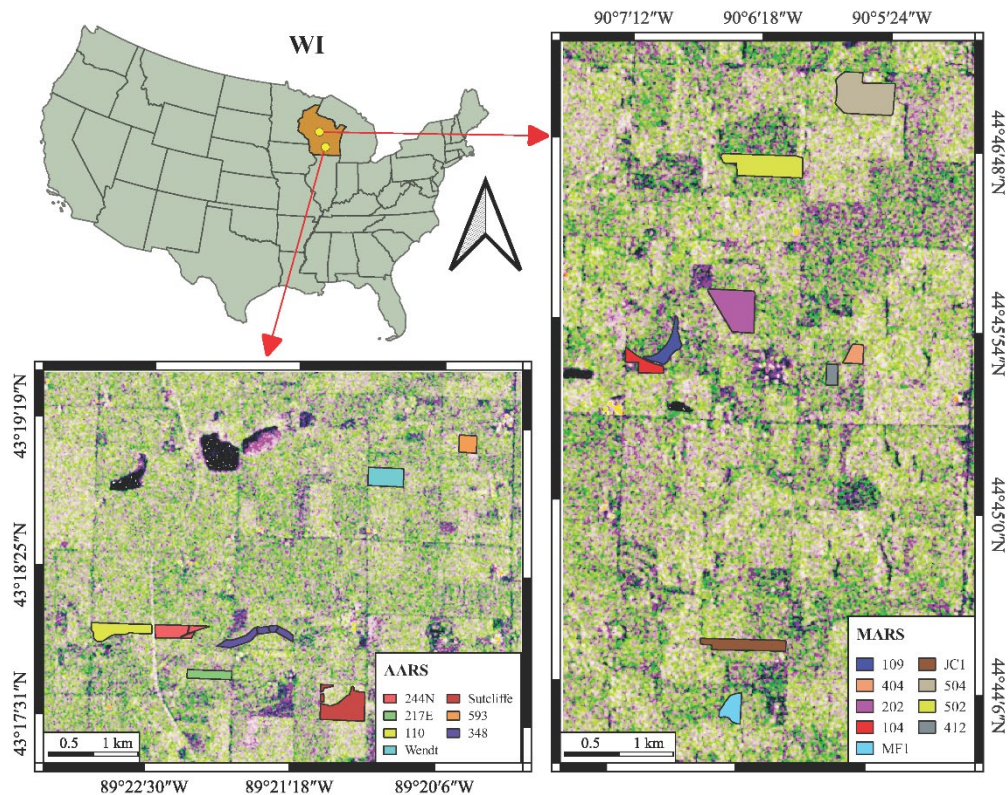 WI
90°7′12″W 90°6′18″W 90°5′24″W
44°46′48″N
44°45′54″N
44°45′0″N
44°44′6″N
MARS
109 JC1
404 504
202 502
104 412
MF1
0.5 1 km
43°19′19″N
43°18′25″N
43°17′31″N
AARS
244N Sutcliffe
217E 593
110 348
Wendt
0.5 1 km
89°22′30″W 89°21′18″W 89°20′6″W